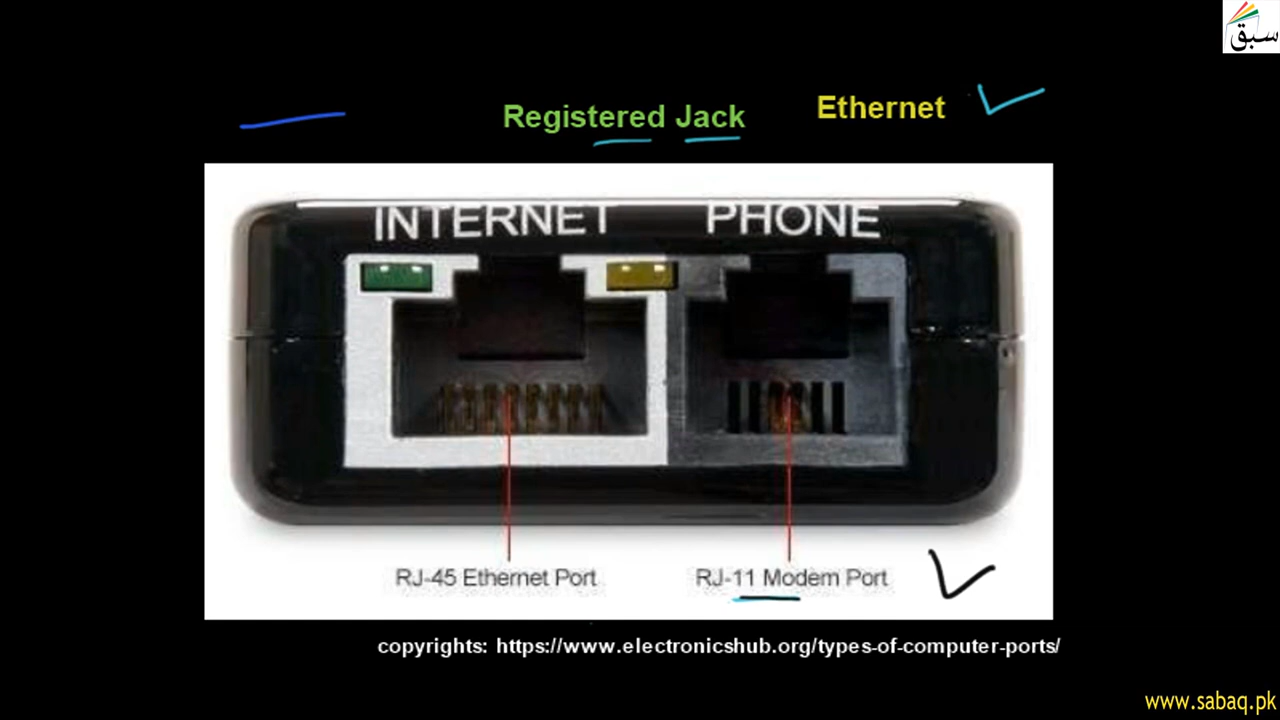 سبق
Registered Jack
Ethernet
INTERNET
PHONE
RJ-45 Ethernet Port
RJ-11 Modem Port
copyrights: https://www.electronicshub.org/types-of-computer-ports/
www.sabaq.pk